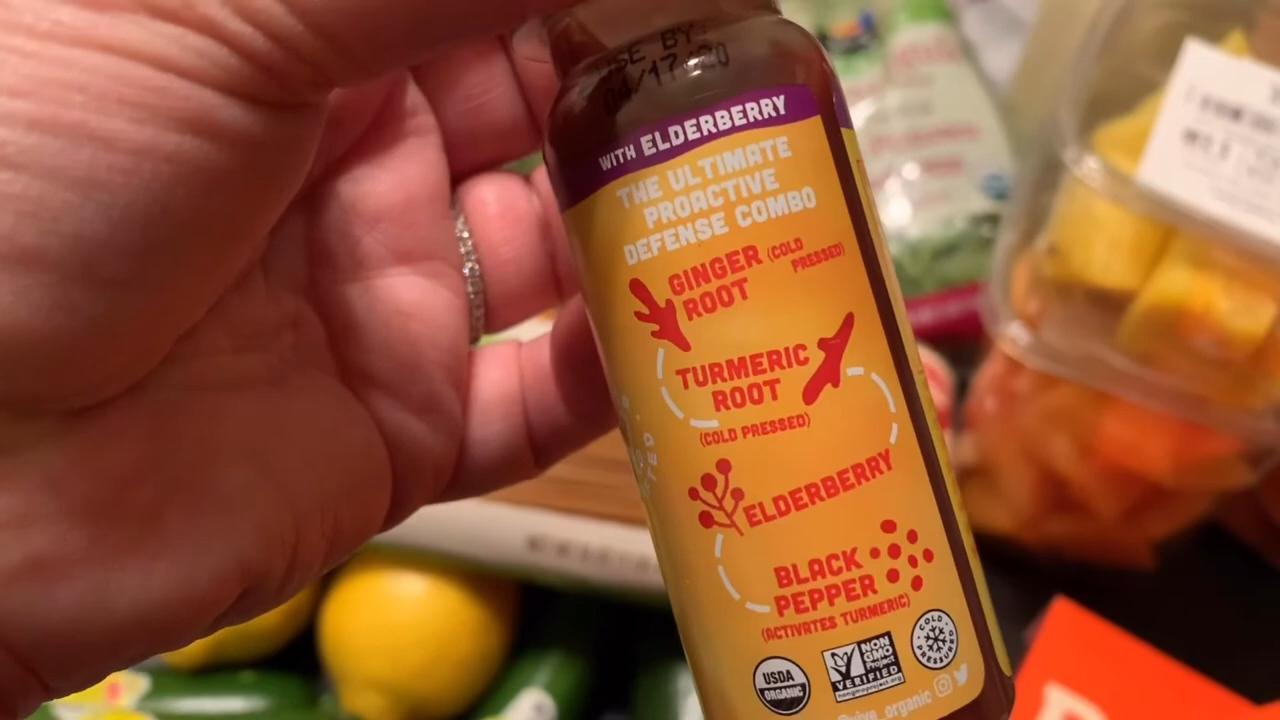 USE BY:
04/17/20
WITH ELDERBERRY
THE ULTIMATE
PROACTIVE
DEFENSE COMBO
GINGER (COLD
ROOT PRESSED)
TURMERIC
ROOT
(COLD PRESSED)
ELDERBERRY
BLACK
PEPPER
(ACTIVATES TURMERIC)
USDA
ORGANIC
NON
GMO
Project
VERIFIED
nongmoproject.org
COLD
PRESSED
@vive_organic